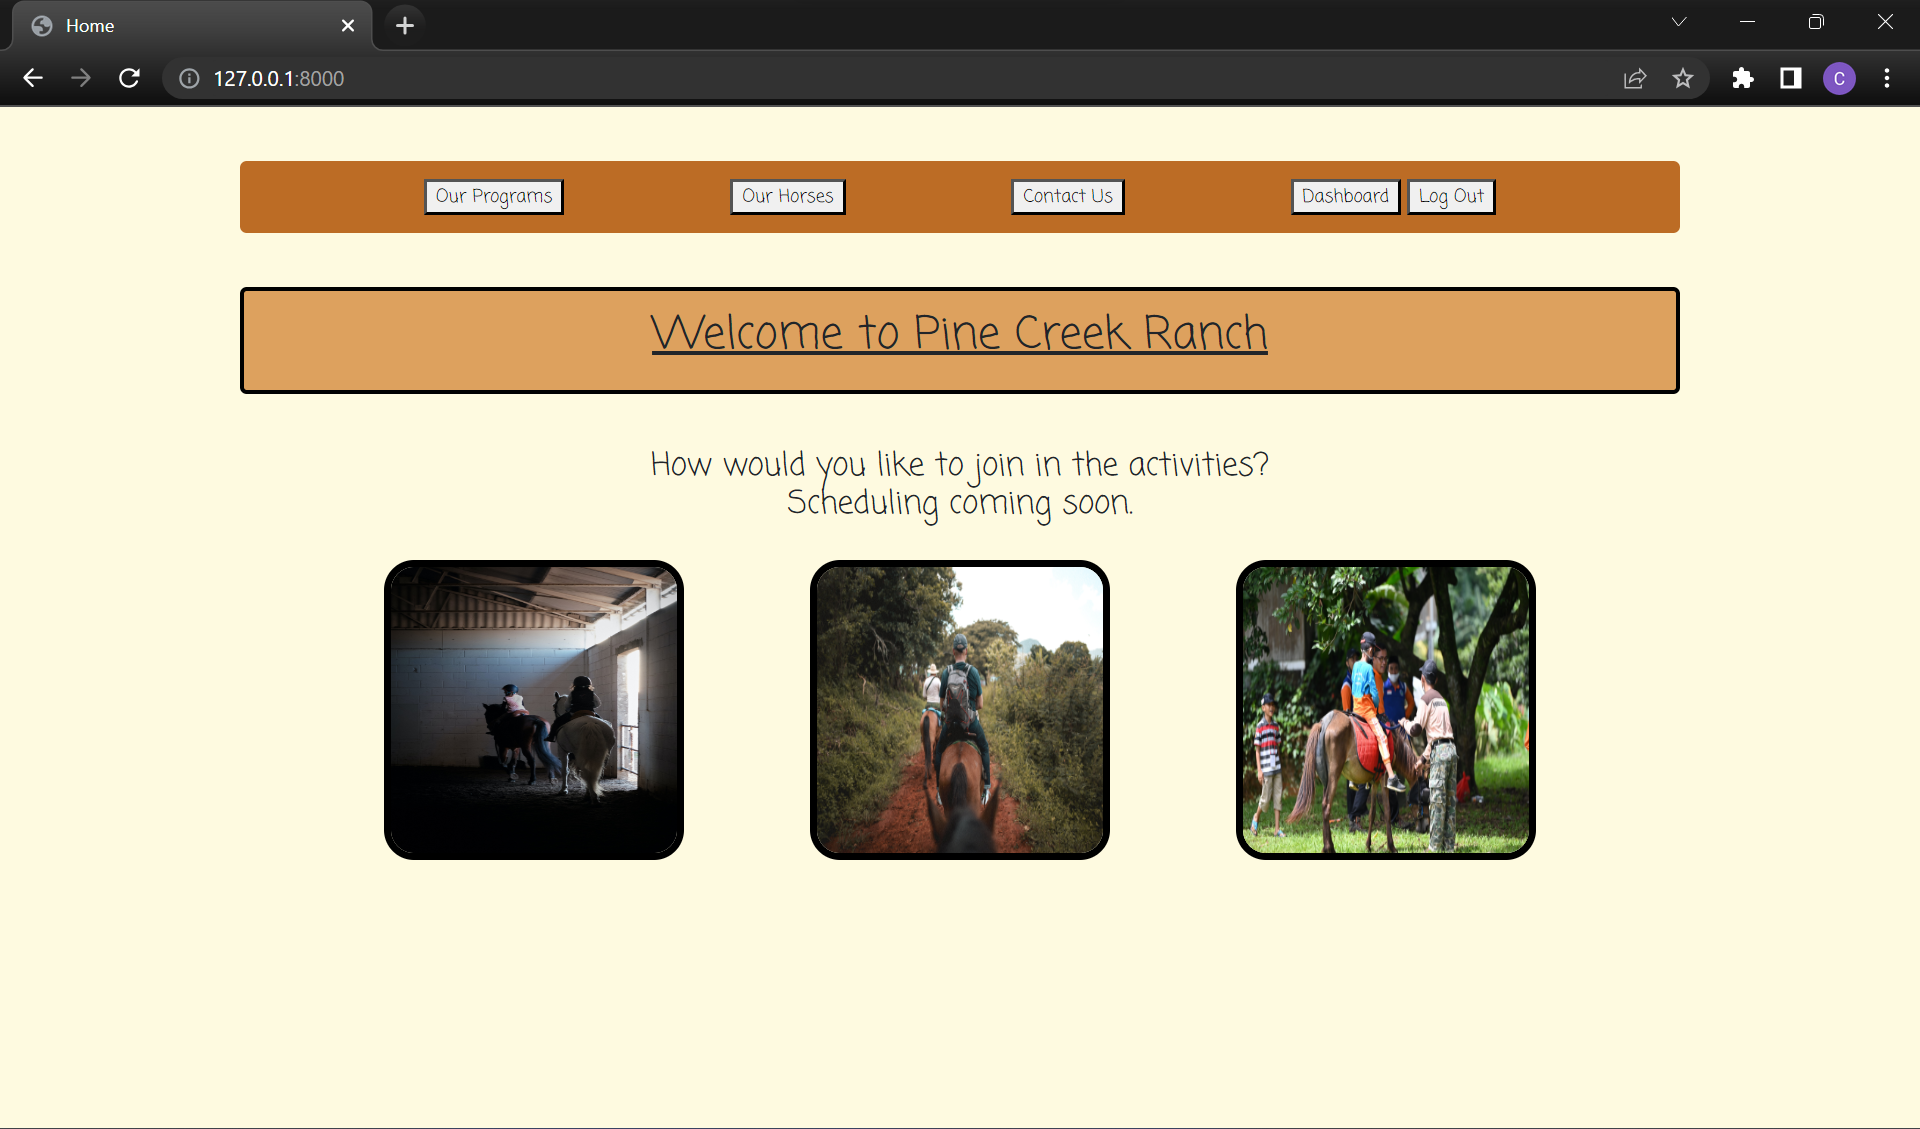 Home
127.0.0.1:8000
C
Our Programs
Our Horses
Contact Us
Dashboard
Log Out
Welcome to Pine Creek Ranch
How would you like to join in the activities?
Scheduling coming soon.